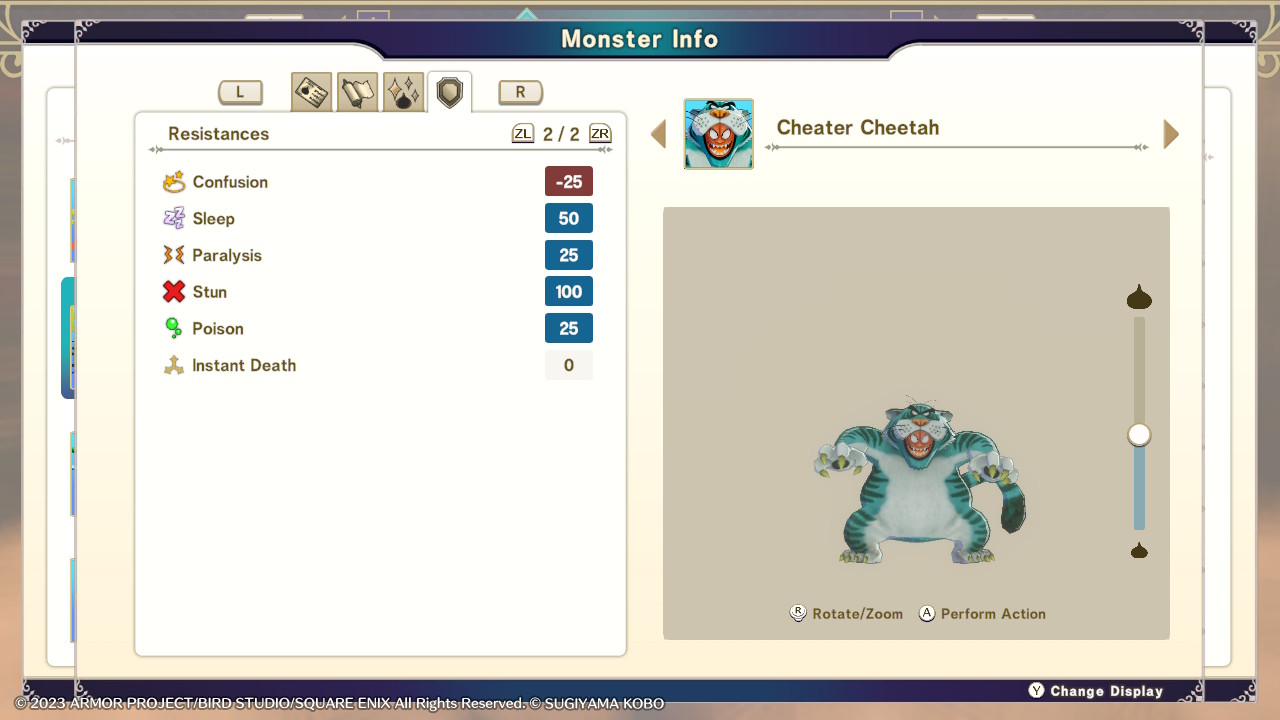 Monster Info
L
R
Resistances
ZL 2 / 2 ZR
Confusion -25
Sleep 50
Paralysis 25
Stun 100
Poison 25
Instant Death 0
Cheater Cheetah
R Rotate/Zoom A Perform Action
Y Change Display
© 2023 ARMOR PROJECT/BIRD STUDIO/SQUARE ENIX All Rights Reserved. © SUGIYAMA KOBO